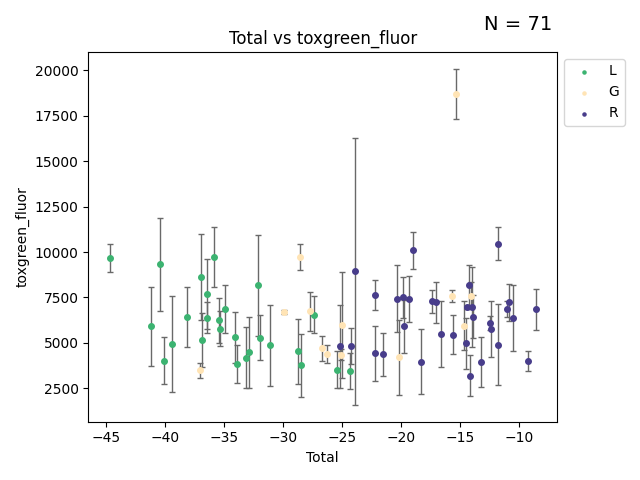 N = 71
Total vs toxgreen_fluor
L
G
R
toxgreen_fluor
20000
17500
15000
12500
10000
7500
5000
2500
−45 −40 −35 −30 −25 −20 −15 −10
Total